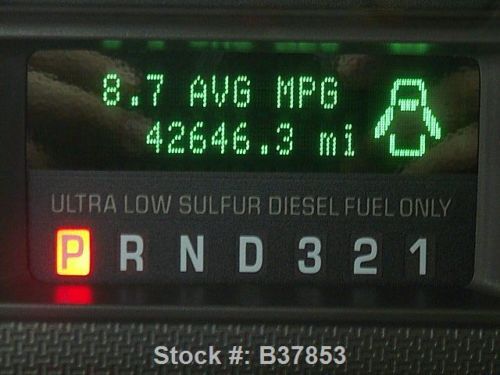 8.7 AVG MPG
42646.3 mi
ULTRA LOW SULFUR DIESEL FUEL ONLY
P R N D 3 2 1
Stock #: B37853